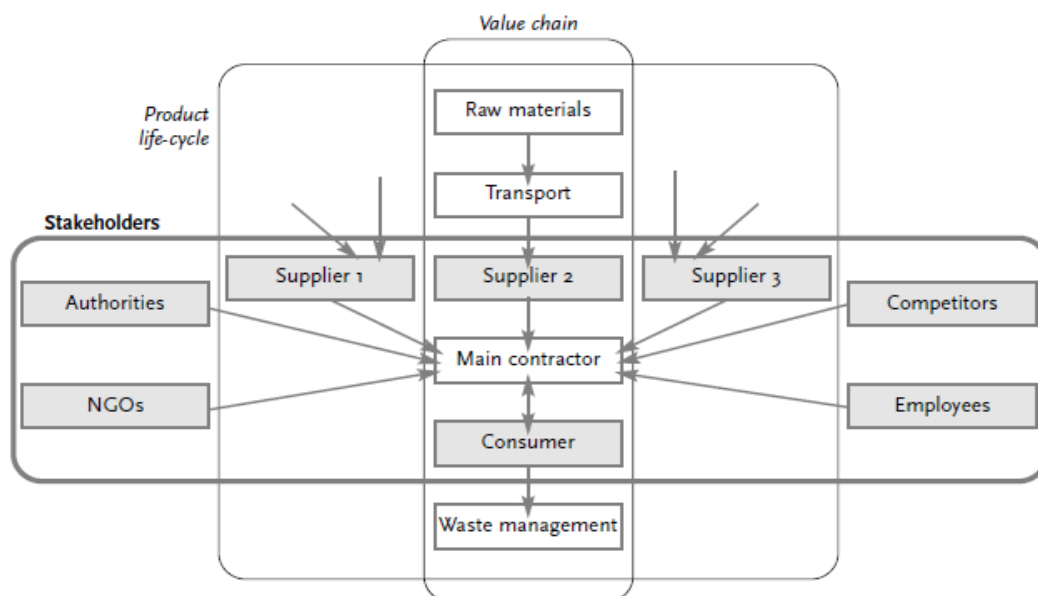 Value chain
Product
life-cycle
Raw materials
Transport
Stakeholders
Supplier 1
Supplier 2
Supplier 3
Authorities
Competitors
Main contractor
NGOs
Employees
Consumer
Waste management